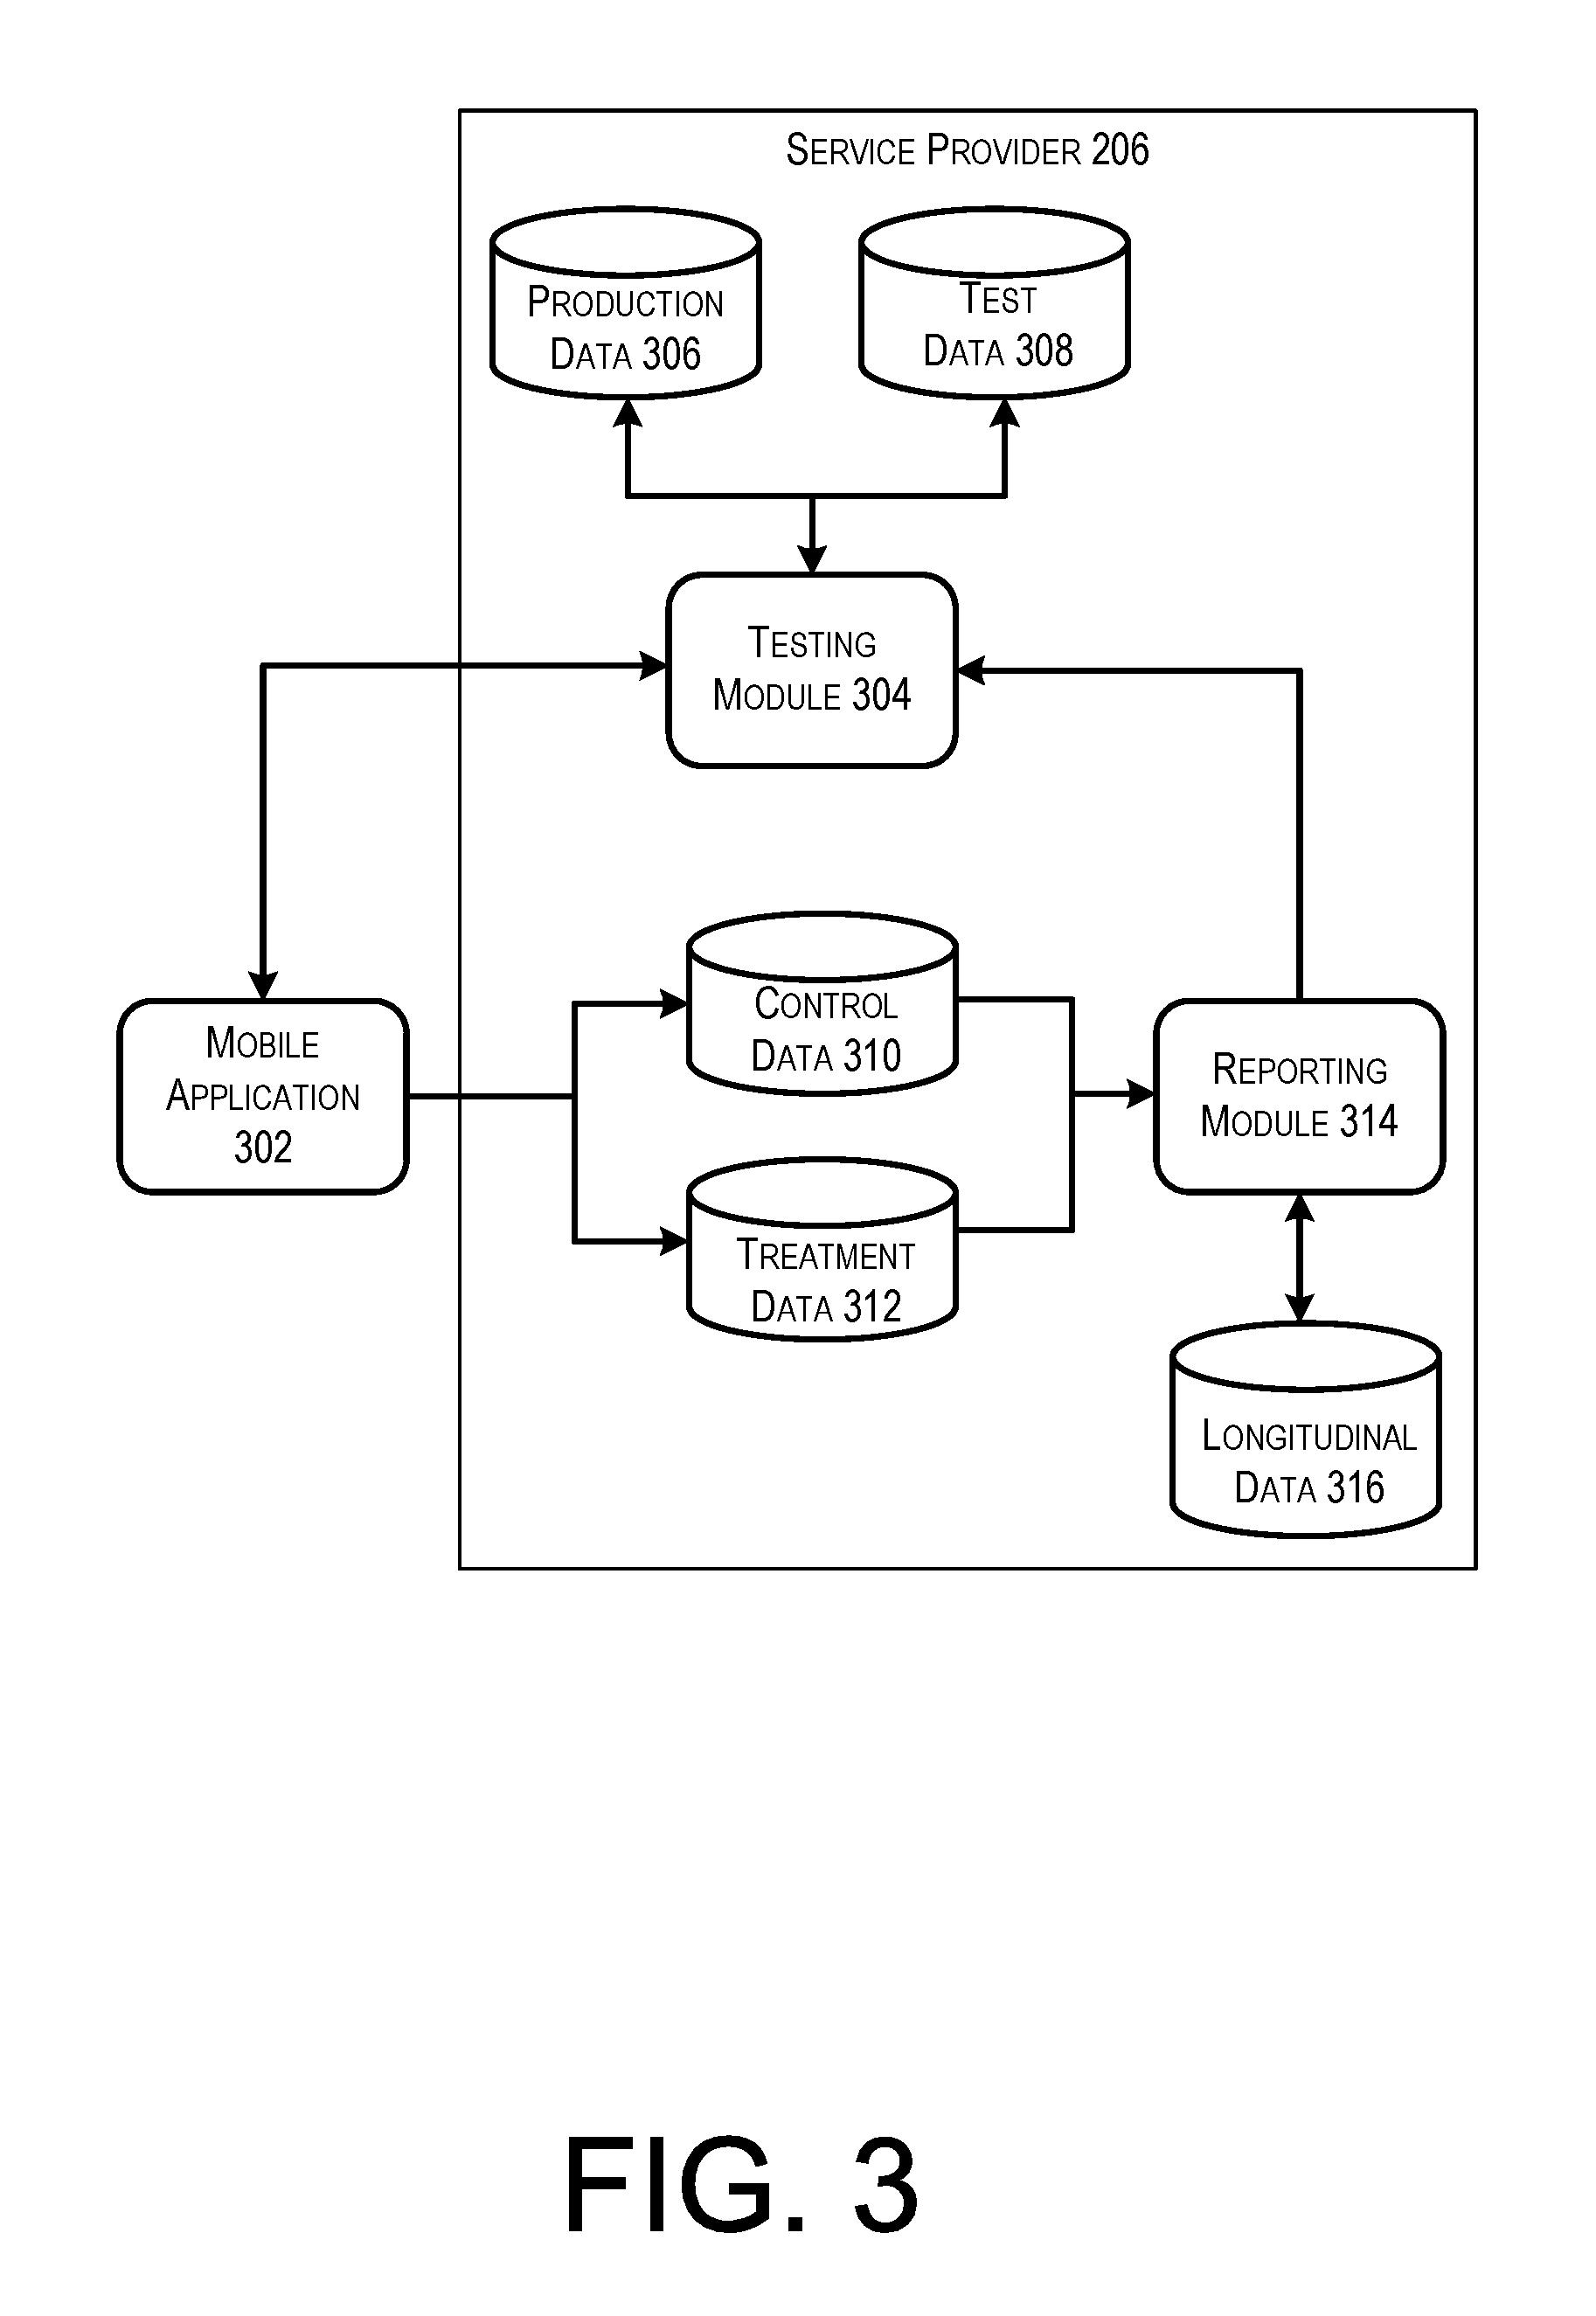 SERVICE PROVIDER 206
PRODUCTION
DATA 306
TEST
DATA 308
TESTING
MODULE 304
MOBILE
APPLICATION
302
CONTROL
DATA 310
TREATMENT
DATA 312
REPORTING
MODULE 314
LONGITUDINAL
DATA 316
FIG. 3